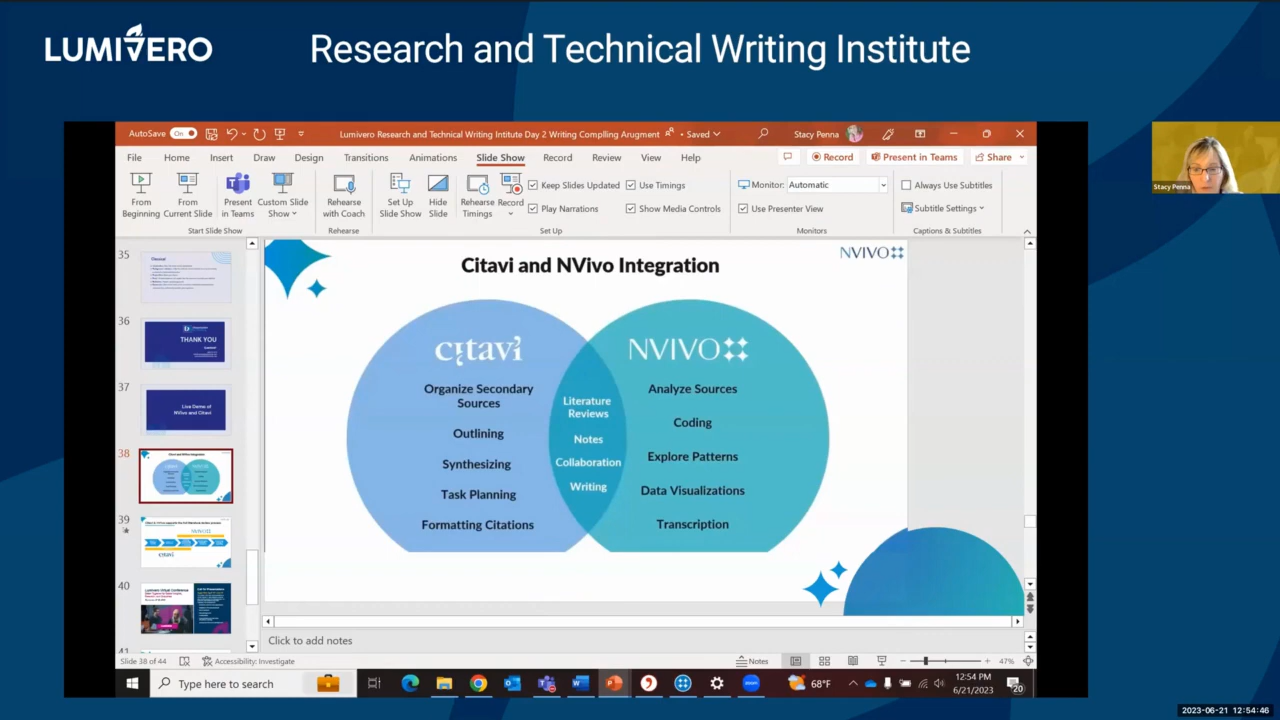 LUMIVERO
Research and Technical Writing Institute
AutoSave On
Lumivero Research and Technical Writing Intitute Day 2 Writing Complling Arugment • Saved
Stacy Penna
File Home Insert Draw Design Transitions Animations Slide Show Record Review View Help
Record Present in Teams Share
From Beginning
From Current Slide
Present in Teams
Custom Slide Show
Start Slide Show
Rehearse with Coach
Rehearse
Set Up Slide Show
Hide Slide
Rehearse Timings
Record
Keep Slides Updated
Use Timings
Play Narrations
Show Media Controls
Set Up
Monitor: Automatic
Use Presenter View
Monitors
Always Use Subtitles
Subtitle Settings
Captions & Subtitles
Stacy Penna
35
36
THANK YOU
37
Live Demo of
NVivo and Citavi
38
39
40
41
Citavi and NVivo Integration
NVIVO
citavi
Organize Secondary
Sources
Outlining
Synthesizing
Task Planning
Formatting Citations
Literature
Reviews
Notes
Collaboration
Writing
NVIVO
Analyze Sources
Coding
Explore Patterns
Data Visualizations
Transcription
Click to add notes
Slide 38 of 44
Accessibility: Investigate
Notes
47%
Type here to search
68°F
12:54 PM
6/21/2023
20
2023-06-21 12:54:46